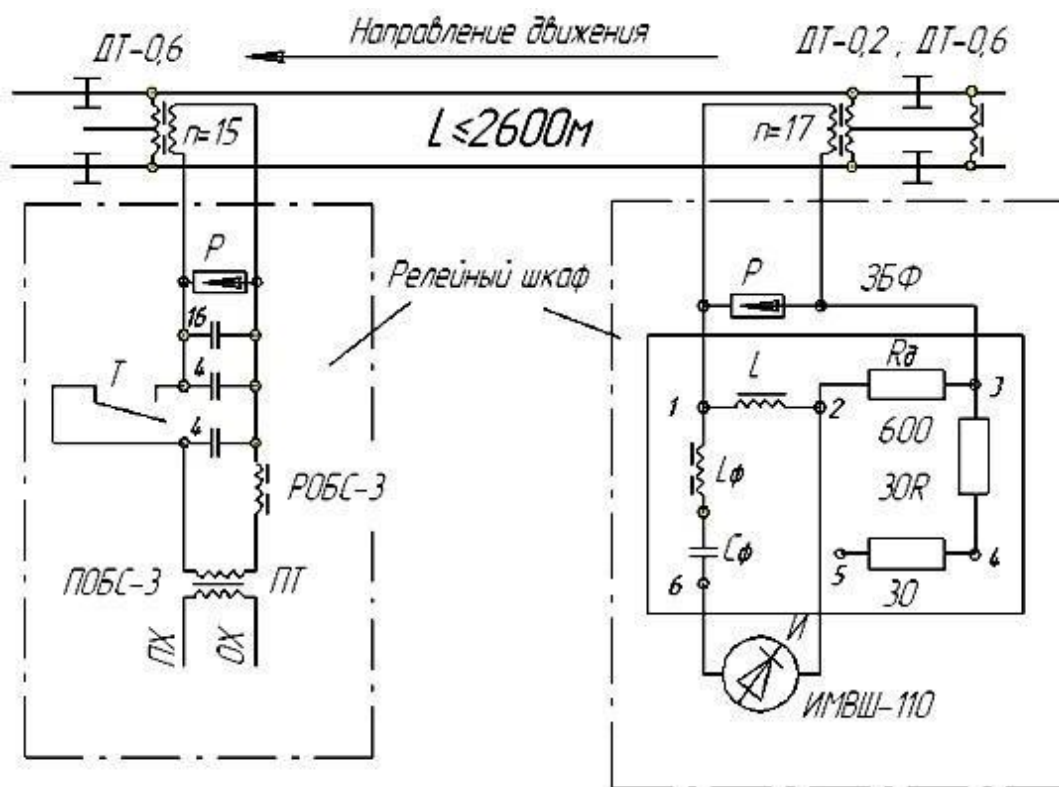 Направление движения
ДТ-0,6
ДТ-0,2 , ДТ-0,6
n=15
L≤2600м
n=17
Р
Релейный шкаф
Р
ЗБФ
16
Т
4
4
L
Rд
1
2
3
600
РОБС-3
Lф
30R
Сф
5
4
6
30
ПОБС-3
ПТ
ПХ
ОХ
И
ИМВШ-110